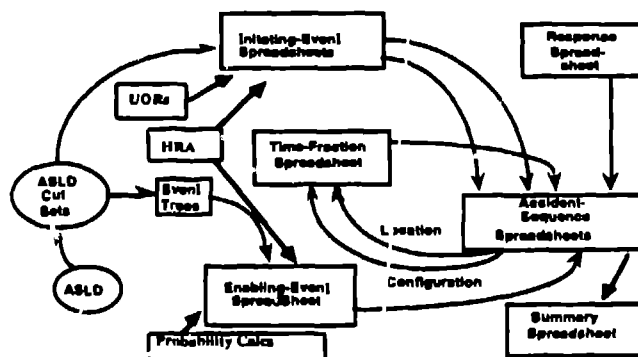 Initiating-Event
Spreadsheets
Response
Spread-
sheet
UORs
HRA
Time-Fraction
Spreadsheet
ASLD
Cut
Sets
Event
Trees
Accident-
Sequence
Spreadsheets
Location
ASLD
Enabling-Event
Spreadsheet
Configuration
Summary
Spreadsheet
Probability Calcs